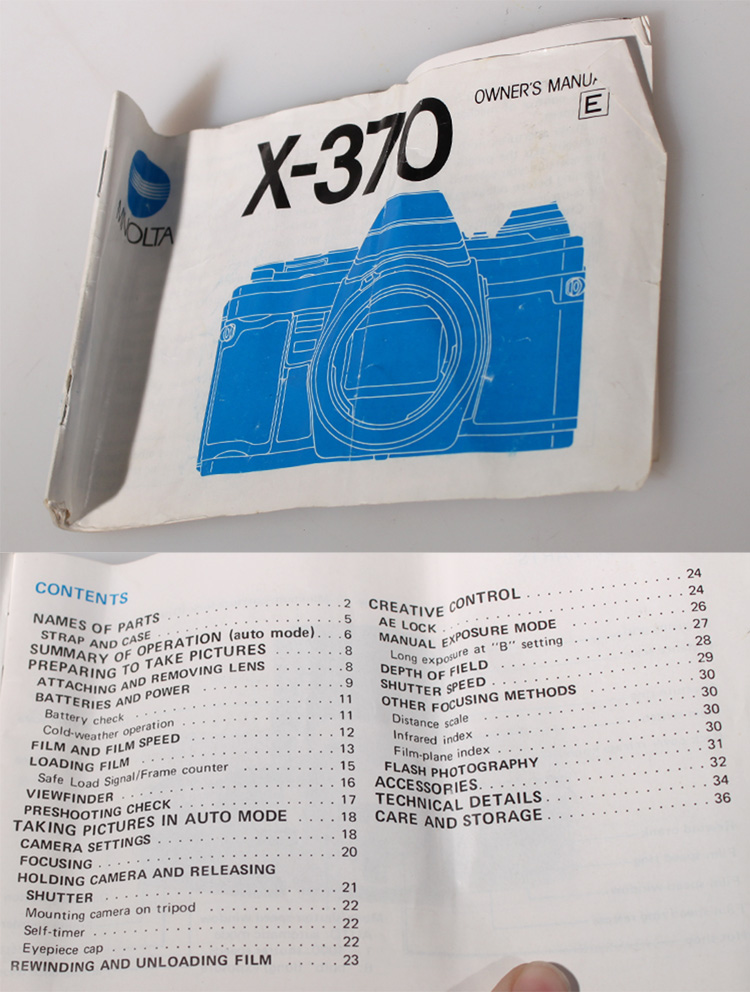 OWNER'S MANU
E
X-370
MINOLTA
CONTENTS
NAMES OF PARTS . . . . . . . . . . 2
STRAP AND CASE . . . . . . . . . . 5
SUMMARY OF OPERATION (auto mode). . . 6
PREPARING TO TAKE PICTURES . . . . . . 8
ATTACHING AND REMOVING LENS . . . . . 8
BATTERIES AND POWER . . . . . . . . . 9
Battery check . . . . . . . . . . 11
Cold-weather operation . . . . . . . . . . 11
FILM AND FILM SPEED . . . . . . . . . . 12
LOADING FILM . . . . . . . . . . 13
Safe Load Signal/Frame counter . . . . . . . . 15
VIEWFINDER . . . . . . . . . . 16
PRESHOOTING CHECK . . . . . . . . . . 17
TAKING PICTURES IN AUTO MODE . . . . 18
CAMERA SETTINGS . . . . . . . . . . 18
FOCUSING . . . . . . . . . . 20
HOLDING CAMERA AND RELEASING
SHUTTER . . . . . . . . . . 21
Mounting camera on tripod . . . . . . . . . . 22
Self-timer . . . . . . . . . . 22
Eyepiece cap . . . . . . . . . . 22
REWINDING AND UNLOADING FILM . . . . . 23
CREATIVE CONTROL . . . . . . . . . . 24
AE LOCK . . . . . . . . . . 24
MANUAL EXPOSURE MODE . . . . . . . . . . 26
Long exposure at "B" setting . . . . . . . . . . 27
DEPTH OF FIELD . . . . . . . . . . 28
SHUTTER SPEED . . . . . . . . . . 29
OTHER FOCUSING METHODS . . . . . . . . . . 30
Distance scale . . . . . . . . . . 30
Infrared index . . . . . . . . . . 30
Film-plane index . . . . . . . . . . 30
FLASH PHOTOGRAPHY . . . . . . . . . . 31
ACCESSORIES. . . . . . . . . . 32
TECHNICAL DETAILS . . . . . . . . . . 34
CARE AND STORAGE . . . . . . . . . . 36